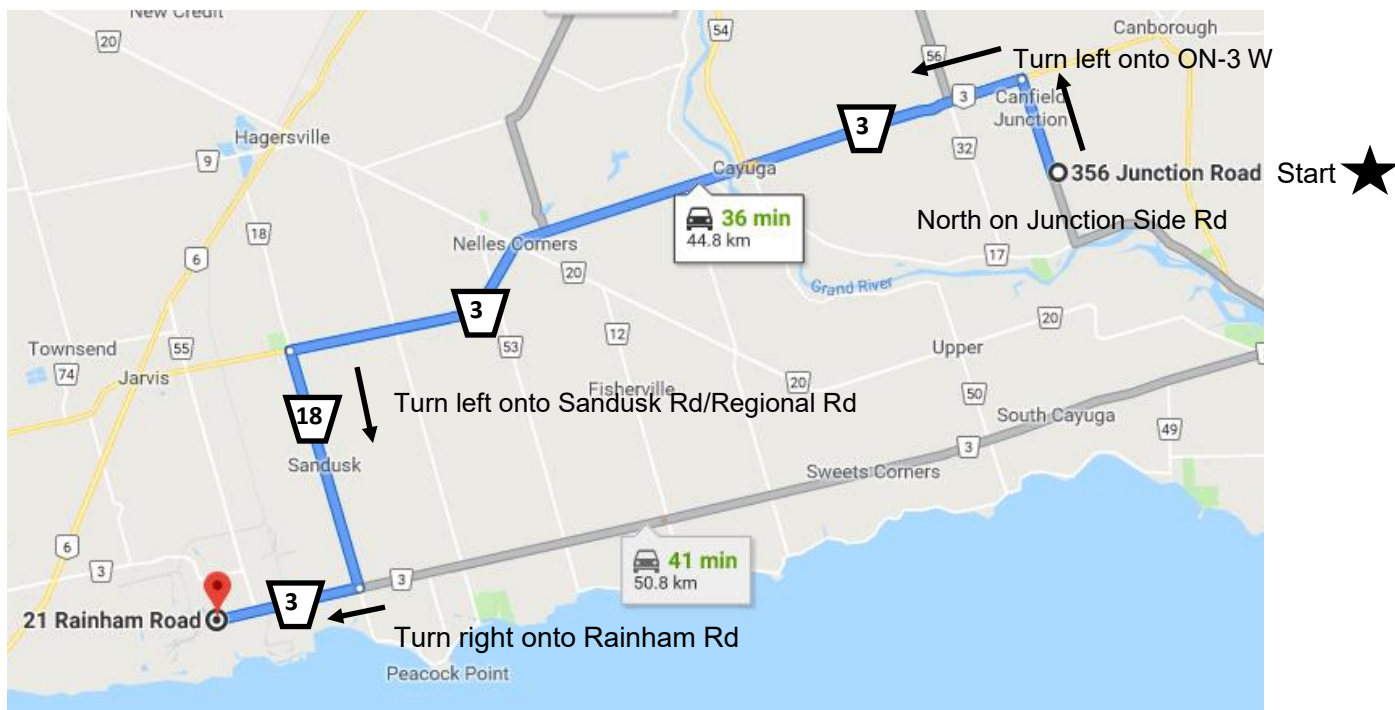 New Credit
20
54
Canborough
56
Turn left onto ON-3 W
3
Canfield
Junction
3
Hagersville
9
32
Cayuga
356 Junction Road
Start
36 min
44.8 km
North on Junction Side Rd
18
Nelles Corners
6
20
17
Grand River
3
20
12
53
Upper
Townsend
55
74
Jarvis
20
Fisherville
50
Turn left onto Sandusk Rd/Regional Rd
18
South Cayuga
49
3
Sandusk
Sweets Corners
6
3
41 min
50.8 km
3
3
21 Rainham Road
Turn right onto Rainham Rd
Peacock Point